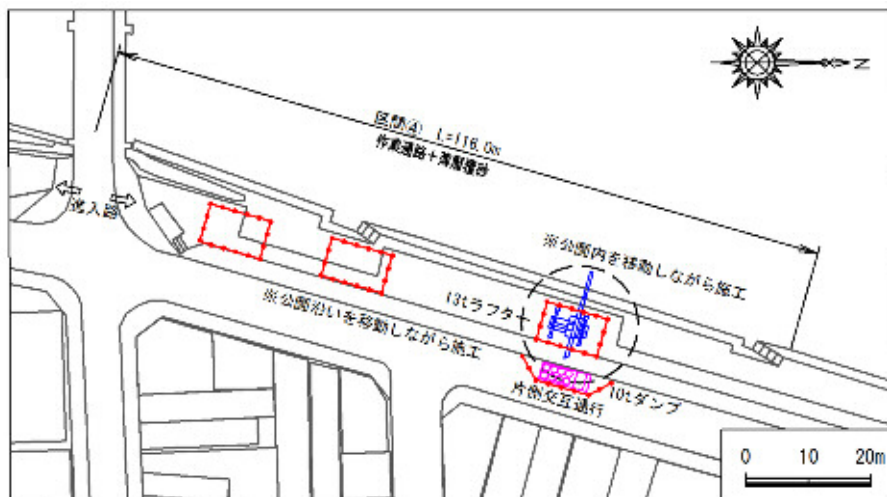 N
区間④ L=116.0m
作業通路+薄層覆砂
進入路
※公園内を移動しながら施工
13tラフター
※公園沿いを移動しながら施工
10tダンプ
片側交互通行
0 10 20m